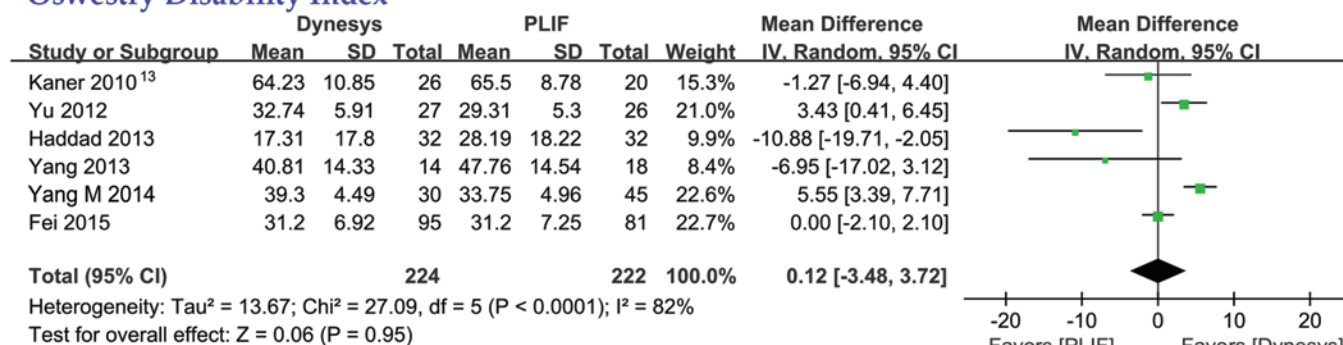 Oswestry Disability Index
Dynesys PLIF Mean Difference Mean Difference
Study or Subgroup Mean SD Total Mean SD Total Weight IV, Random, 95% CI IV, Random, 95% CI
Kaner 2010¹³ 64.23 10.85 26 65.5 8.78 20 15.3% -1.27 [-6.94, 4.40]
Yu 2012 32.74 5.91 27 29.31 5.3 26 21.0% 3.43 [0.41, 6.45]
Haddad 2013 17.31 17.8 32 28.19 18.22 32 9.9% -10.88 [-19.71, -2.05]
Yang 2013 40.81 14.33 14 47.76 14.54 18 8.4% -6.95 [-17.02, 3.12]
Yang M 2014 39.3 4.49 30 33.75 4.96 45 22.6% 5.55 [3.39, 7.71]
Fei 2015 31.2 6.92 95 31.2 7.25 81 22.7% 0.00 [-2.10, 2.10]
Total (95% CI) 224 222 100.0% 0.12 [-3.48, 3.72]
Heterogeneity: Tau² = 13.67; Chi² = 27.09, df = 5 (P < 0.0001); I² = 82%
Test for overall effect: Z = 0.06 (P = 0.95)
-20 -10 0 10 20
Favors [PLIF] Favors [Dynesys]